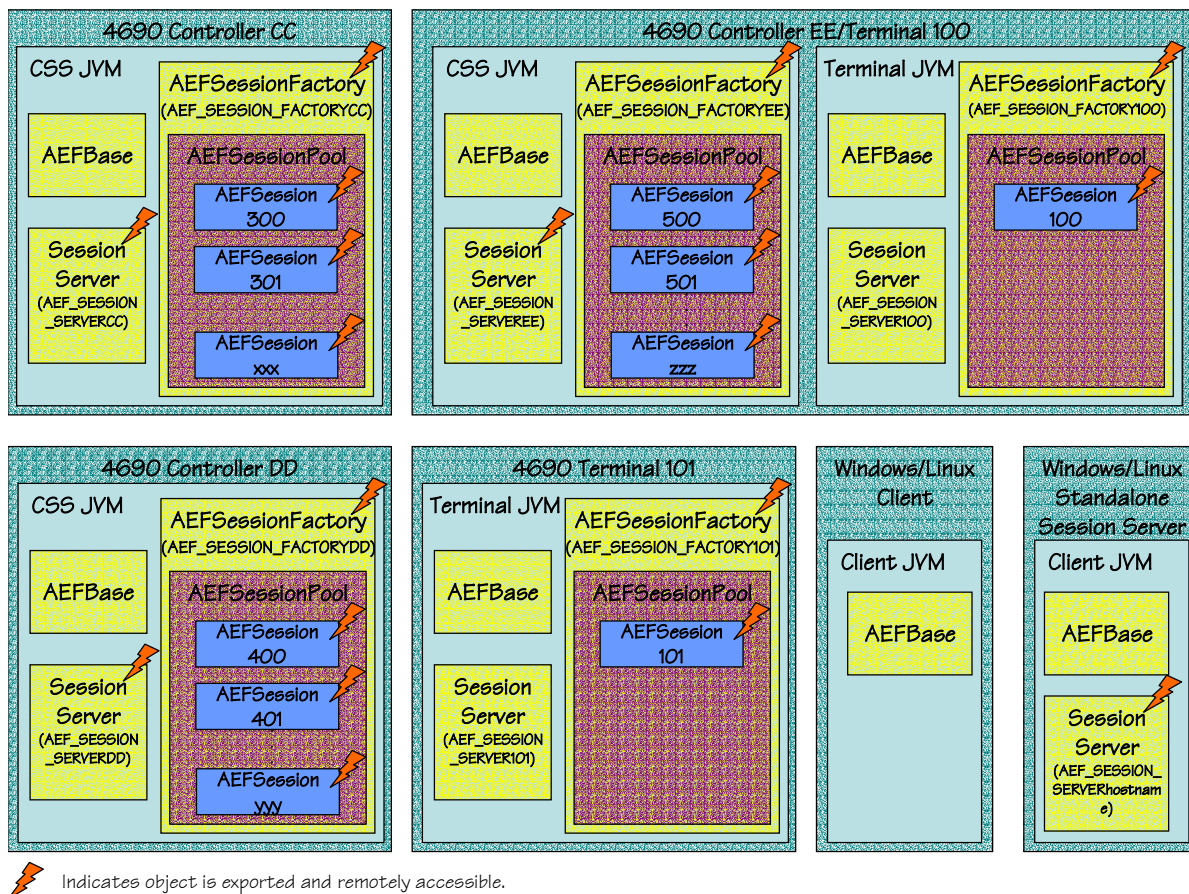 4690 Controller CC
CSS JVM
AEFBase
Session
Server
(AEF_SESSION
_SERVERCC)
AEFSessionFactory
(AEF_SESSION_FACTORYCC)
AEFSessionPool
AEFSession
300
AEFSession
301
AEFSession
xxx
4690 Controller EE/Terminal 100
CSS JVM
AEFBase
Session
Server
(AEF_SESSION
_SERVEREE)
AEFSessionFactory
(AEF_SESSION_FACTORYEE)
AEFSessionPool
AEFSession
500
AEFSession
501
AEFSession
zzz
Terminal JVM
AEFBase
Session
Server
(AEF_SESSION
_SERVER100)
AEFSessionFactory
(AEF_SESSION_FACTORY100)
AEFSessionPool
AEFSession
100
4690 Controller DD
CSS JVM
AEFBase
Session
Server
(AEF_SESSION
_SERVERDD)
AEFSessionFactory
(AEF_SESSION_FACTORYDD)
AEFSessionPool
AEFSession
400
AEFSession
401
AEFSession
yyy
4690 Terminal 101
Terminal JVM
AEFBase
Session
Server
(AEF_SESSION
_SERVER101)
AEFSessionFactory
(AEF_SESSION_FACTORY101)
AEFSessionPool
AEFSession
101
Windows/Linux
Client
Client JVM
AEFBase
Windows/Linux
Standalone
Session Server
Client JVM
AEFBase
Session
Server
(AEF_SESSION_
SERVERhostnam
e)
Indicates object is exported and remotely accessible.